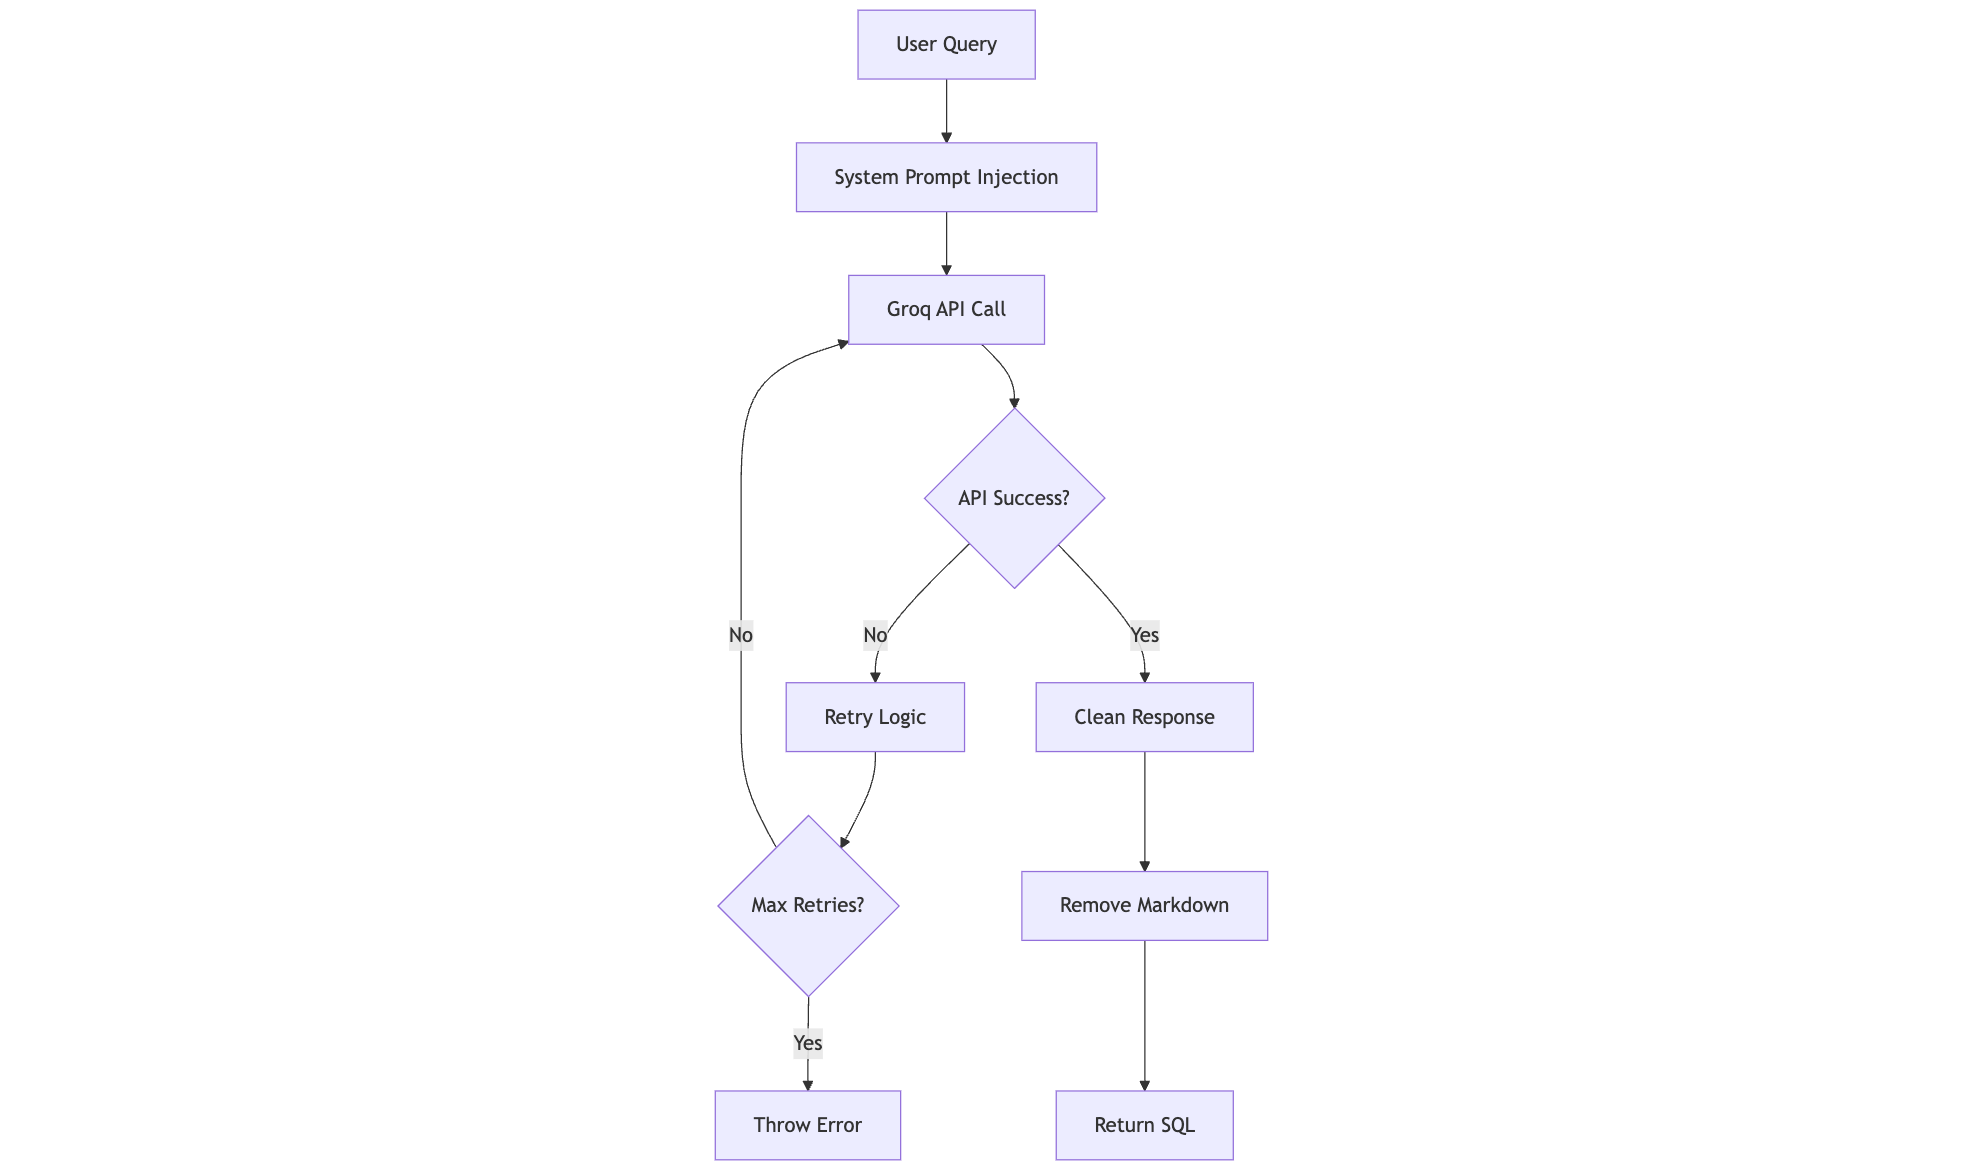 User Query
System Prompt Injection
Groq API Call
API Success?
No
No
Yes
Retry Logic
Clean Response
Max Retries?
Remove Markdown
Yes
Throw Error
Return SQL